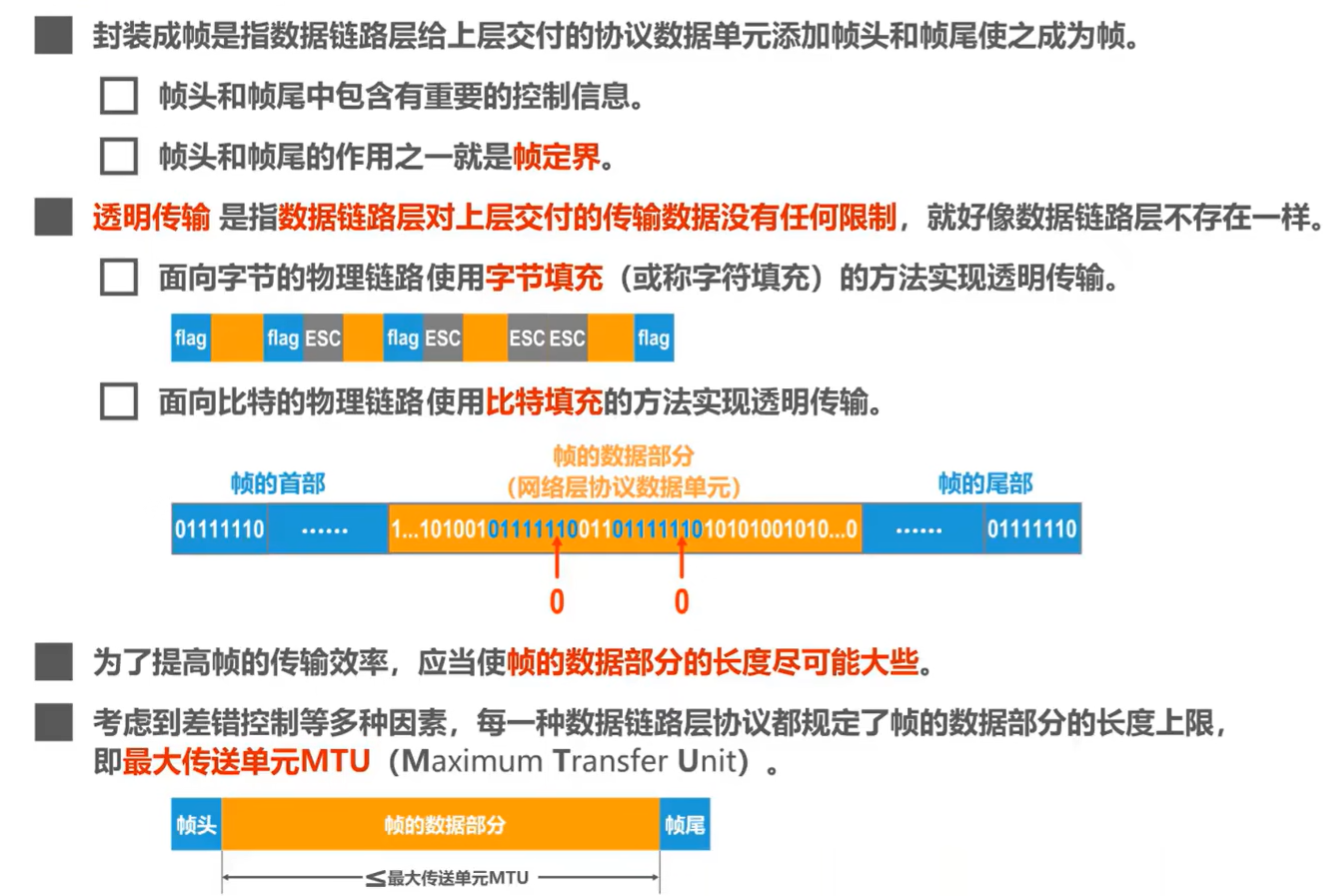 封装成帧是指数据链路层给上层交付的协议数据单元添加帧头和帧尾使之成为帧。
帧头和帧尾中包含有重要的控制信息。
帧头和帧尾的作用之一就是帧定界。
透明传输 是指数据链路层对上层交付的传输数据没有任何限制，就好像数据链路层不存在一样。
面向字节的物理链路使用字节填充（或称字符填充）的方法实现透明传输。
flag flag ESC flag ESC ESC ESC flag
面向比特的物理链路使用比特填充的方法实现透明传输。
帧的数据部分
帧的首部 （网络层协议数据单元） 帧的尾部
01111110 …… 1…10100101111111001101111111010101001010…0 …… 01111110
0 0
为了提高帧的传输效率，应当使帧的数据部分的长度尽可能大些。
考虑到差错控制等多种因素，每一种数据链路层协议都规定了帧的数据部分的长度上限，
即最大传送单元MTU（Maximum Transfer Unit）。
帧头 帧的数据部分 帧尾
≤最大传送单元MTU